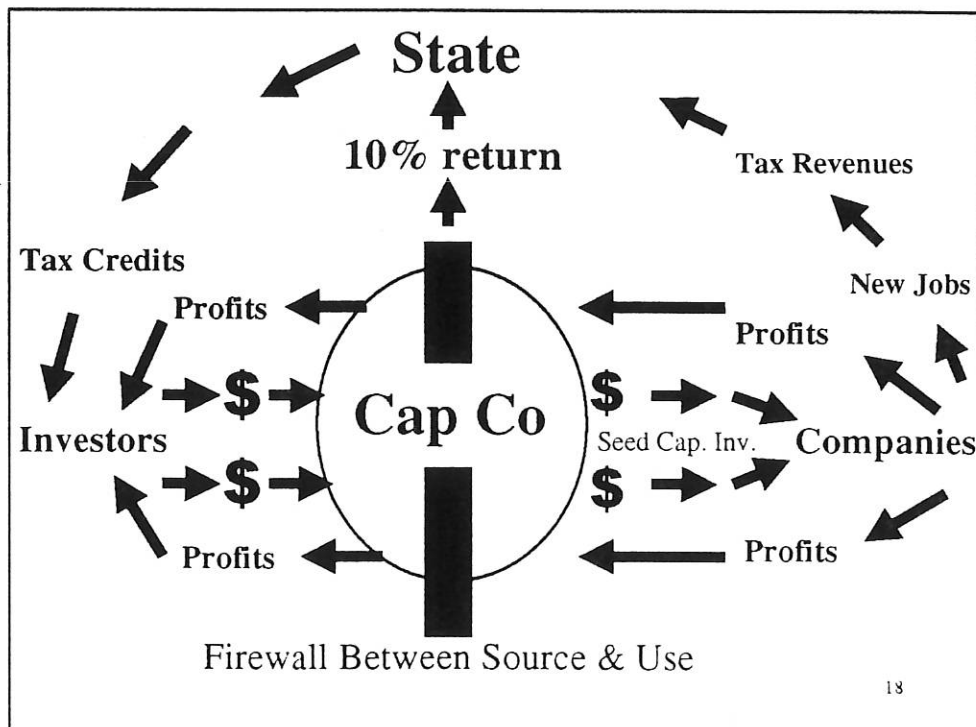 State
10% return
Tax Revenues
Tax Credits
New Jobs
Profits
Profits
$
$
Cap Co
Investors
Seed Cap. Inv.
Companies
$
$
Profits
Profits
Firewall Between Source & Use
18